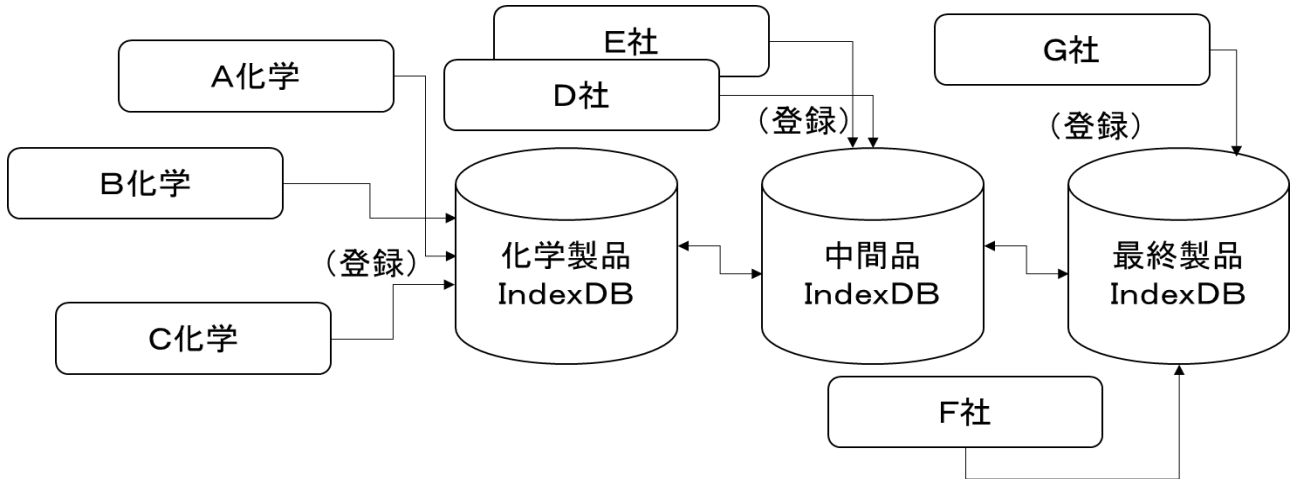 E社
G社
A化学
D社
（登録）
（登録）
B化学
（登録）
化学製品
IndexDB
中間品
IndexDB
最終製品
IndexDB
C化学
F社